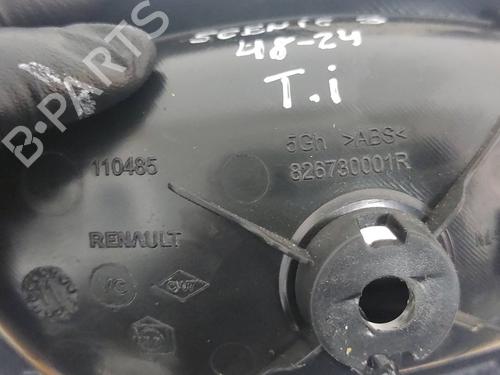 SCENIC 3
48-24
T.i
5Gh >ABS<
110485
826730001R
RENAULT
B-PARTS